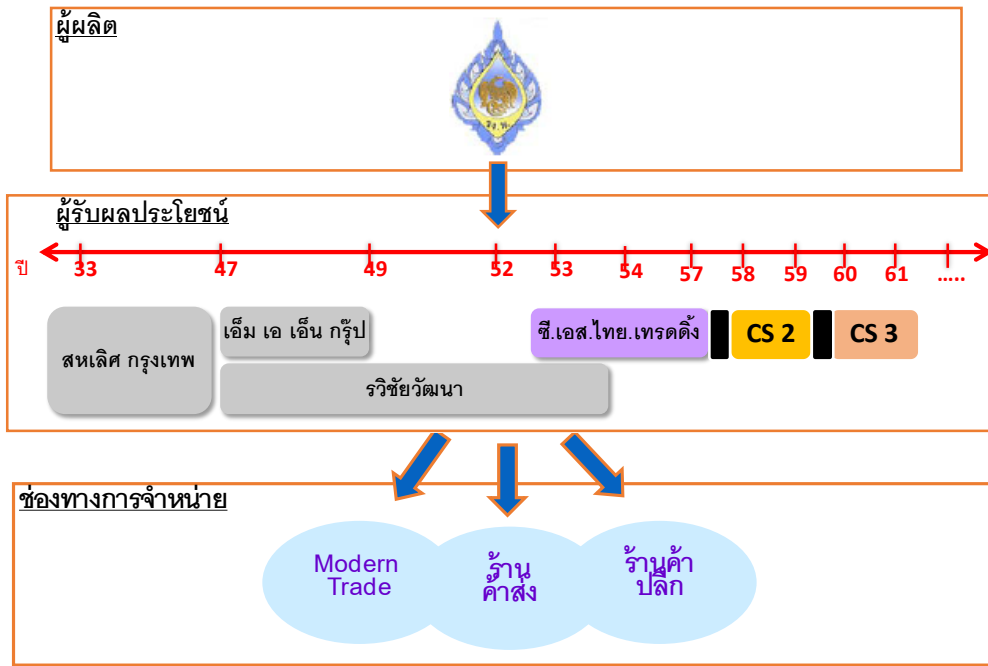 ผู้ผลิต
ผู้รับผลประโยชน์
ปี 33 47 49 52 53 54 57 58 59 60 61 .....
สหเลิศ กรุงเทพ
เอ็ม เอ เอ็น กรุ๊ป
รวิชัยวัฒนา
ซี.เอส.ไทย.เทรดดิ้ง
CS 2
CS 3
ช่องทางการจำหน่าย
Modern
Trade
ร้าน
ค้าส่ง
ร้านค้า
ปลีก